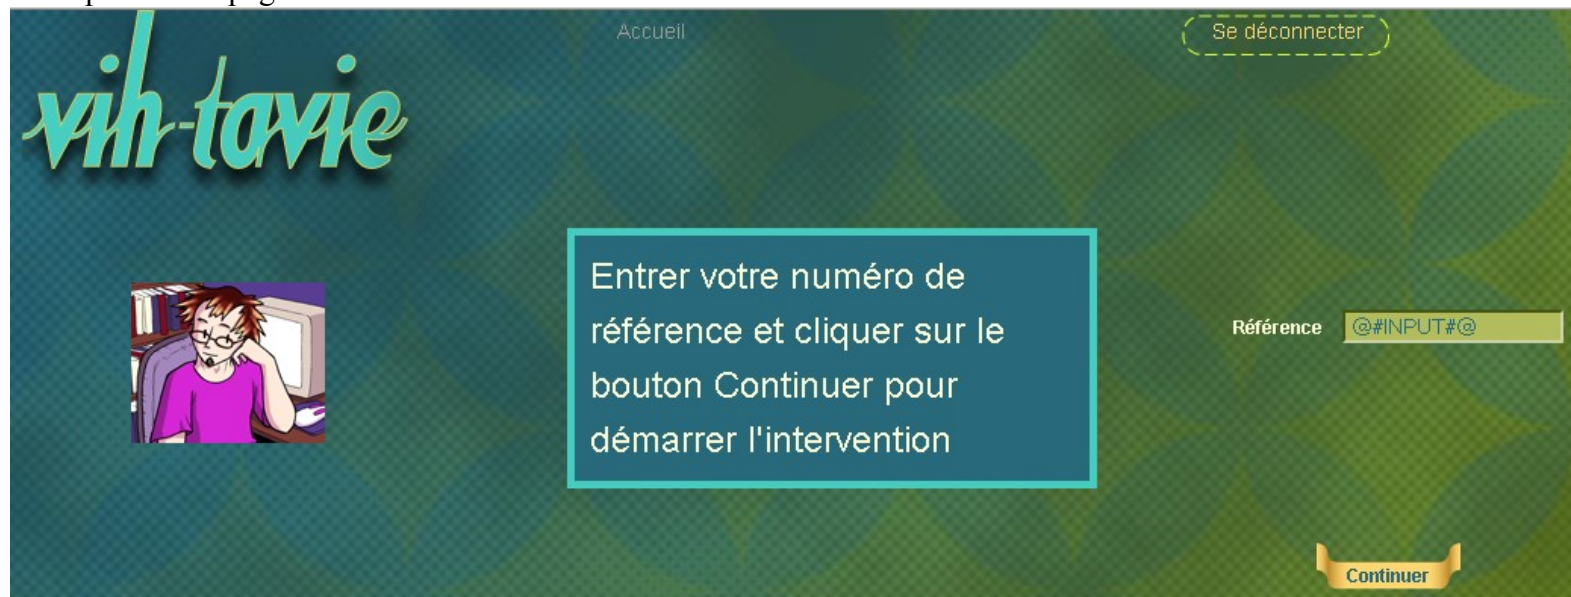 Accueil
Se déconnecter
vih-tavie
Entrer votre numéro de
référence et cliquer sur le
bouton Continuer pour
démarrer l'intervention
Référence @#INPUT#@
Continuer